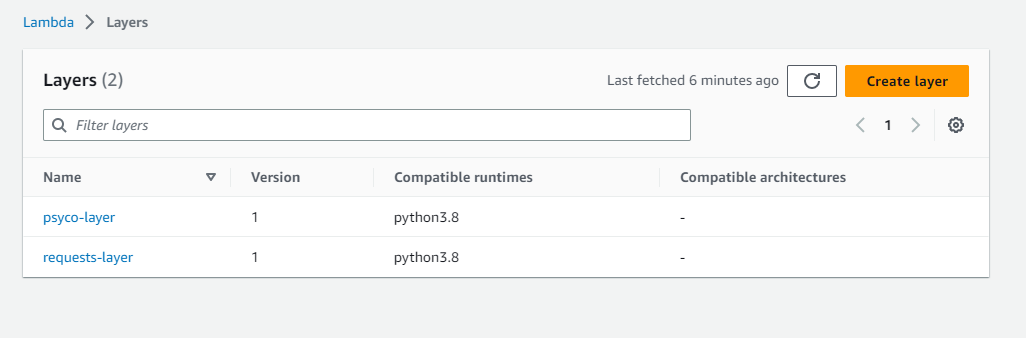 Lambda > Layers
Layers (2)
Last fetched 6 minutes ago
Create layer
Filter layers
1
Name Version Compatible runtimes Compatible architectures
psyco-layer 1 python3.8 -
requests-layer 1 python3.8 -